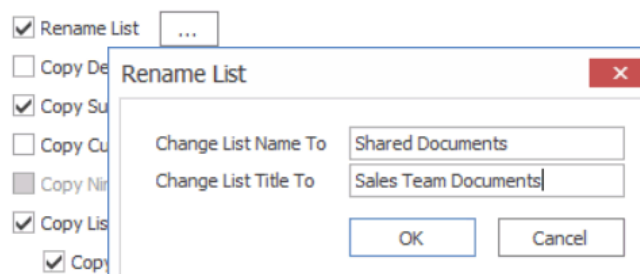 Rename List ...
Copy De
Rename List
Copy Su
Copy Cu
Change List Name To Shared Documents
Copy Nin
Change List Title To Sales Team Documents
Copy Lis
OK Cancel
Copy